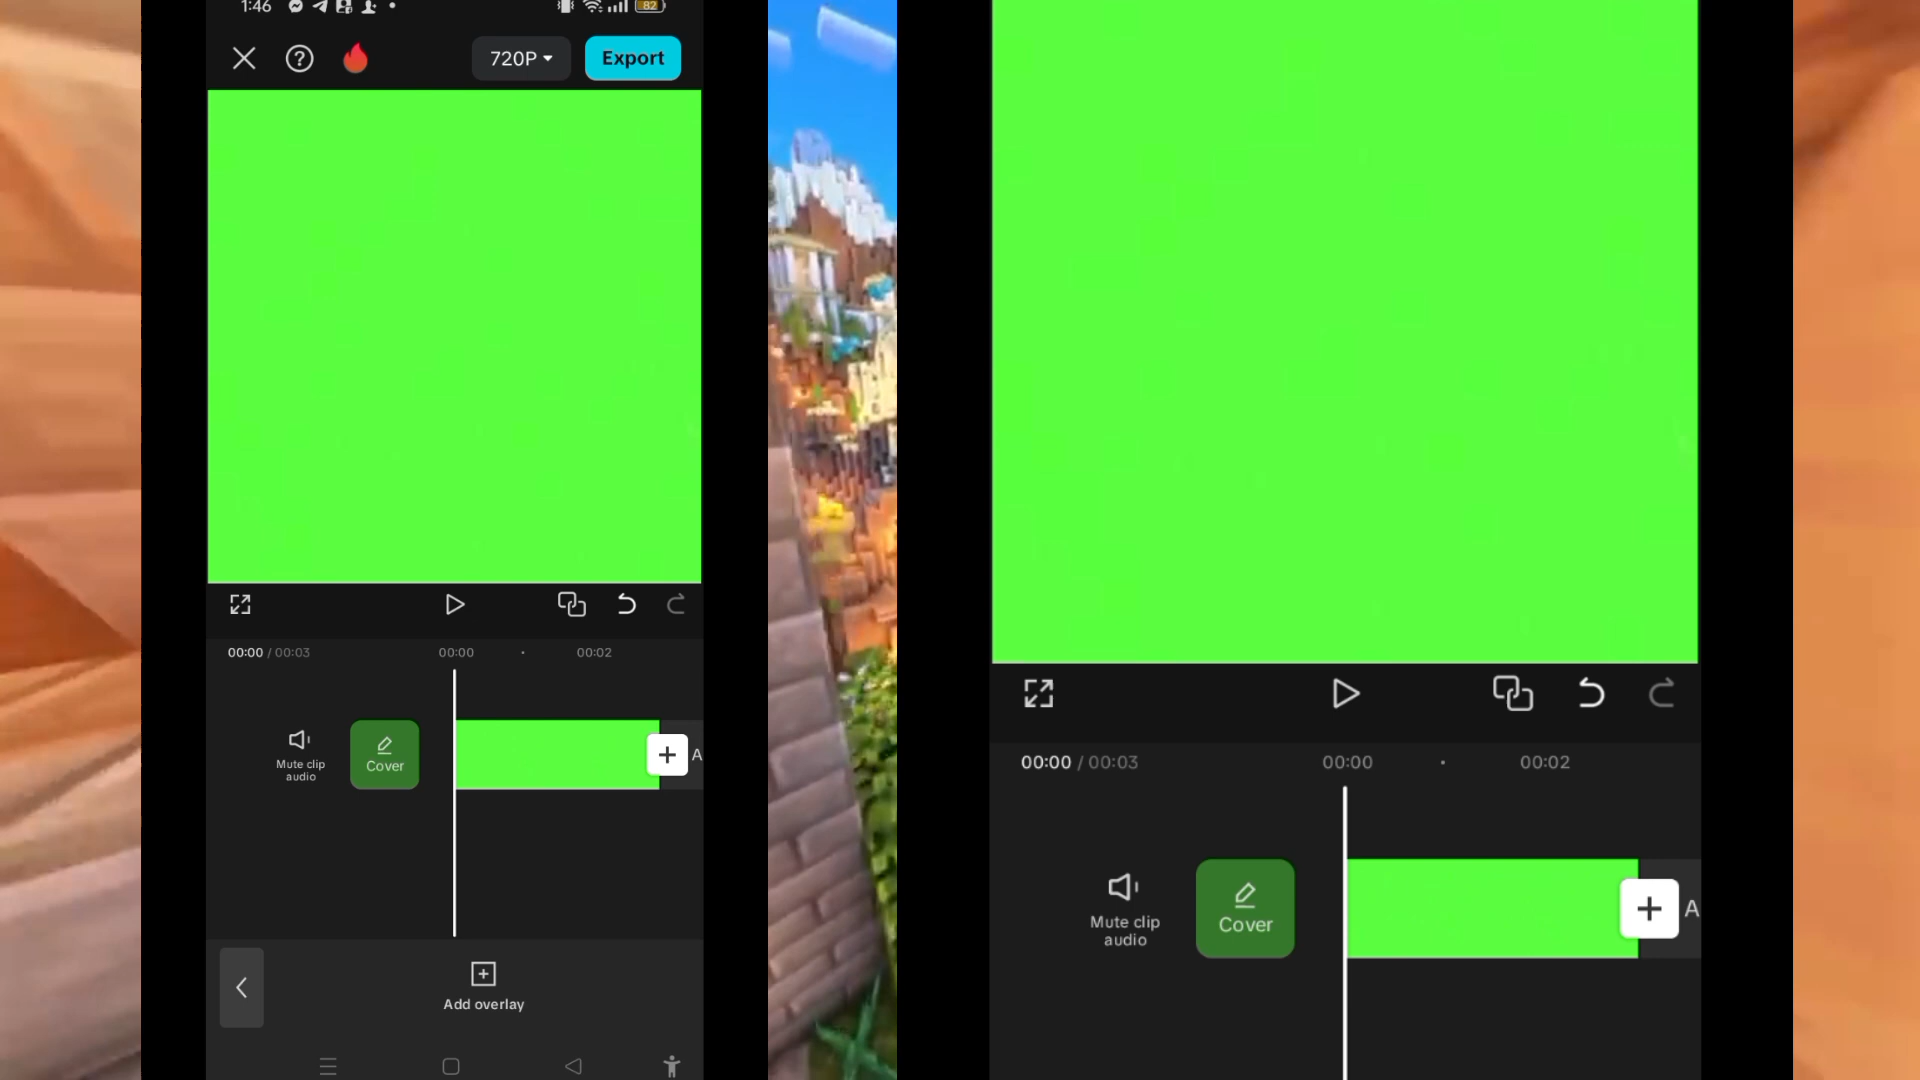 1:46
82
720P
Export
00:00 / 00:03
00:00
00:02
Mute clip
audio
Cover
A
Add overlay
00:00 / 00:03
00:00
00:02
Mute clip
audio
Cover
A